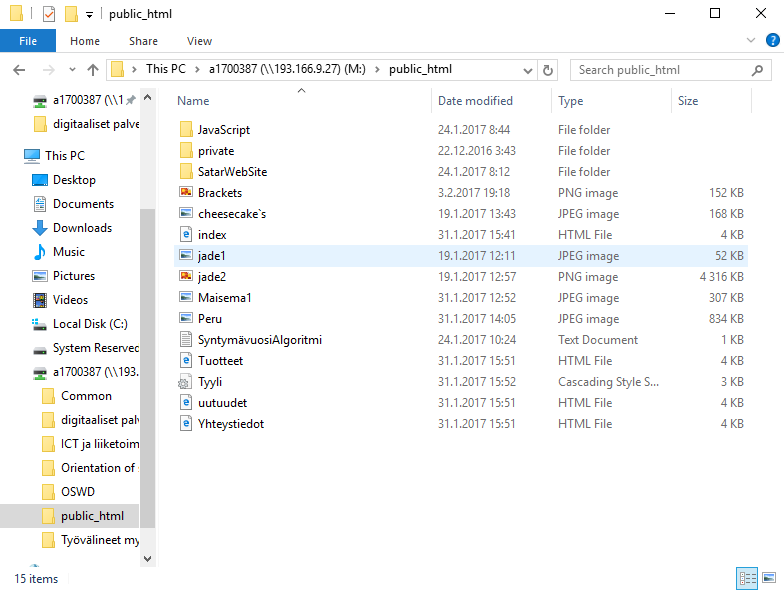 public_html
File Home Share View
This PC a1700387 (\\193.166.9.27) (M:) public_html Search public_html
a1700387 (\\1
digitaaliset palve
This PC
Desktop
Documents
Downloads
Music
Pictures
Videos
Local Disk (C:)
System Reserved
a1700387 (\\193.
Common
digitaaliset palv
ICT ja liiketoim
Orientation of s
OSWD
public_html
Työvälineet my
Name Date modified Type Size
JavaScript 24.1.2017 8:44 File folder
private 22.12.2016 3:43 File folder
SatarWebSite 24.1.2017 8:12 File folder
Brackets 3.2.2017 19:18 PNG image 152 KB
cheesecake`s 19.1.2017 13:43 JPEG image 168 KB
index 31.1.2017 15:41 HTML File 4 KB
jade1 19.1.2017 12:11 JPEG image 52 KB
jade2 19.1.2017 12:57 PNG image 4 316 KB
Maisema1 31.1.2017 12:52 JPEG image 307 KB
Peru 31.1.2017 14:05 JPEG image 834 KB
SyntymävuosiAlgoritmi 24.1.2017 10:24 Text Document 1 KB
Tuotteet 31.1.2017 15:51 HTML File 4 KB
Tyyli 31.1.2017 15:52 Cascading Style S... 3 KB
uutuudet 31.1.2017 15:51 HTML File 4 KB
Yhteystiedot 31.1.2017 15:51 HTML File 4 KB
15 items